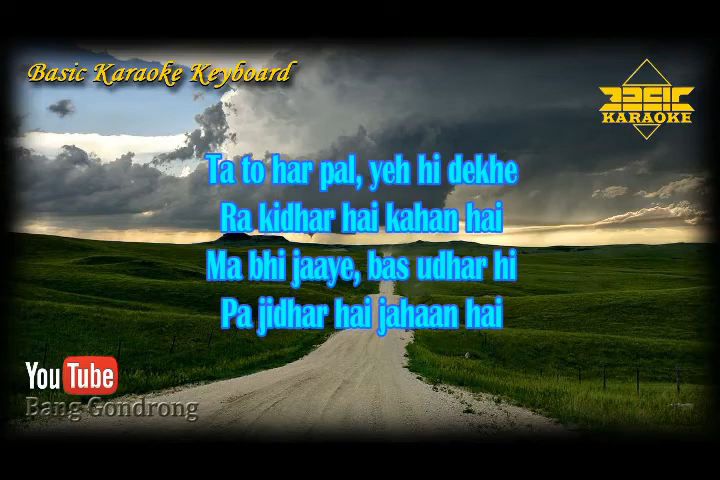 Basic Karaoke Keyboard
BASIC
KARAOKE
Ta to har pal, yeh hi dekhe
Ra kidhar hai kahan hai
Ma bhi jaaye, bas udhar hi
Pa jidhar hai jahaan hai
YouTube
Bang Gondrong